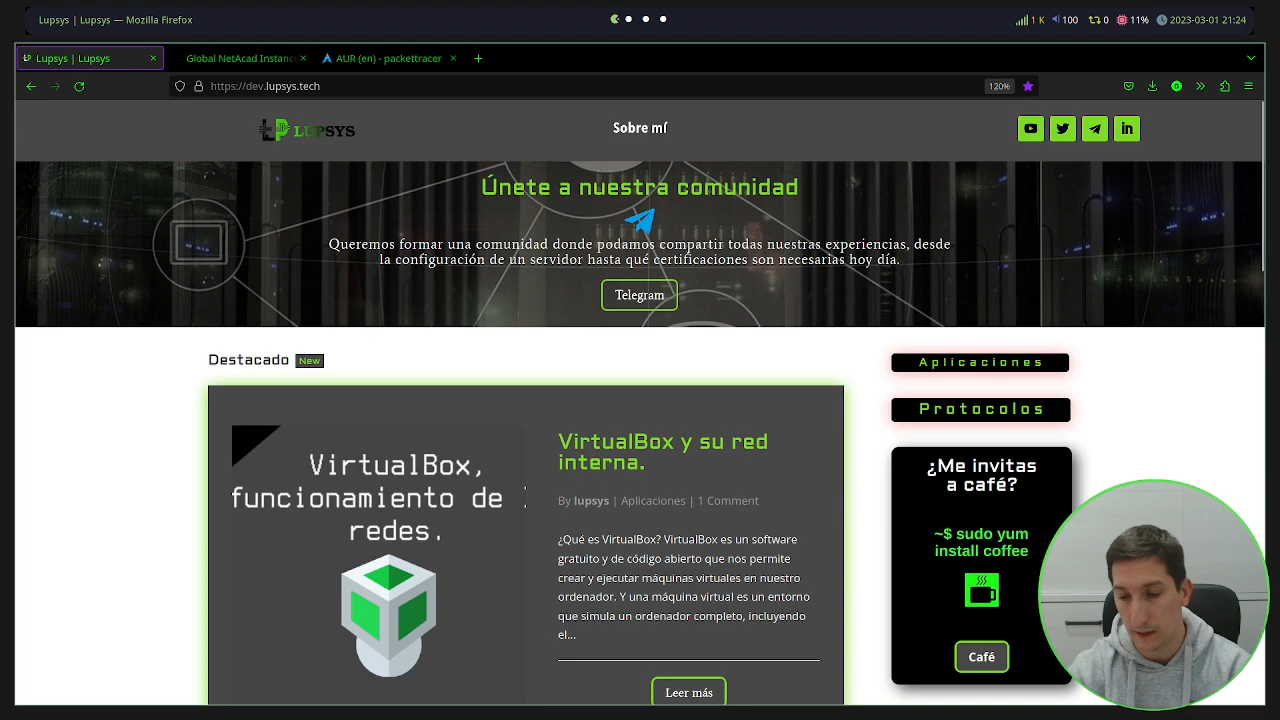 Lupsys | Lupsys — Mozilla Firefox
1 K 100 0 11% 2023-03-01 21:24
Lupsys | Lupsys
Global NetAcad Instanc
AUR (en) - packettracer
https://dev.lupsys.tech
120%
LUPSYS
Sobre mí
Únete a nuestra comunidad
Queremos formar una comunidad donde podamos compartir todas nuestras experiencias, desde
la configuración de un servidor hasta qué certificaciones son necesarias hoy día.
Telegram
Destacado New
VirtualBox,
funcionamiento de
redes.
VirtualBox y su red
interna.
By lupsys | Aplicaciones | 1 Comment
¿Qué es VirtualBox? VirtualBox es un software
gratuito y de código abierto que nos permite
crear y ejecutar máquinas virtuales en nuestro
ordenador. Y una máquina virtual es un entorno
que simula un ordenador completo, incluyendo
el...
Leer más
Aplicaciones
Protocolos
¿Me invitas
a café?
~$ sudo yum
install coffee
Café